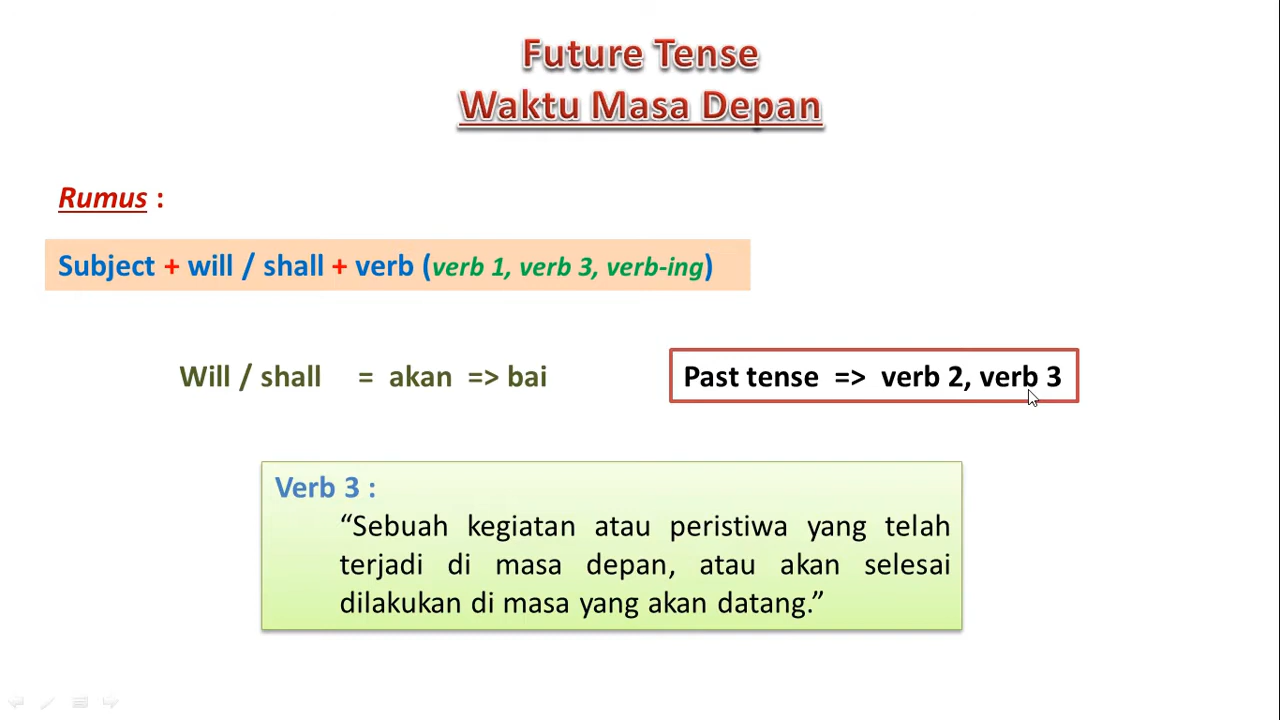 Future Tense
Waktu Masa Depan
Rumus :
Subject + will / shall + verb (verb 1, verb 3, verb-ing)
Will / shall = akan => bai
Past tense => verb 2, verb 3
Verb 3 :
“Sebuah kegiatan atau peristiwa yang telah
terjadi di masa depan, atau akan selesai
dilakukan di masa yang akan datang.”